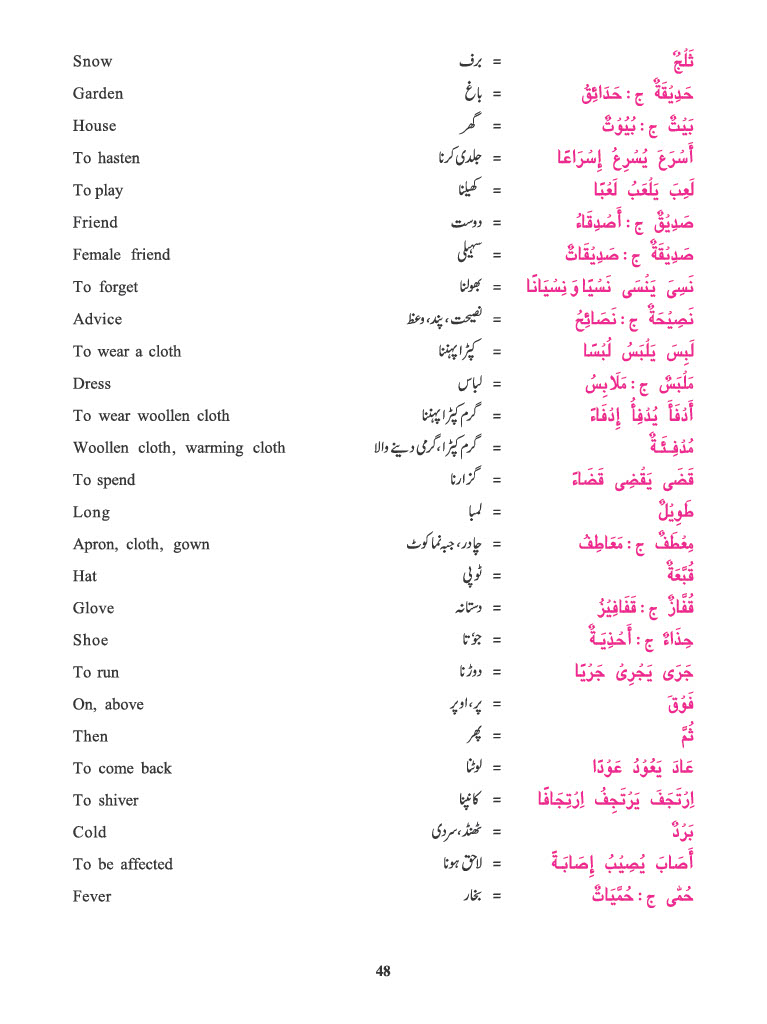 Snow = برف ثَلْجٌ
Garden = باغ حَدِيْقَةٌ ج : حَدَائِقُ
House = گھر بَيْتٌ ج : بُيُوْتٌ
To hasten = جلدی کرنا أَسْرَعَ يُسْرِعُ إِسْرَاعًا
To play = کھیلنا لَعِبَ يَلْعَبُ لَعْبًا
Friend = دوست صَدِيْقٌ ج : أَصْدِقَاءُ
Female friend = سہیلی صَدِيْقَةٌ ج : صَدِيْقَاتٌ
To forget = بھولنا نَسِىَ يَنْسَى نَسْيًا وَ نِسْيَانًا
Advice = نصیحت، پند، وعظ نَصِيْحَةٌ ج : نَصَائِحُ
To wear a cloth = کپڑا پہننا لَبِسَ يَلْبَسُ لُبْسًا
Dress = لباس مَلْبَسٌ ج : مَلَابِسُ
To wear woollen cloth = گرم کپڑا پہننا أَدْفَأَ يُدْفِأُ إِدْفَاءً
Woollen cloth, warming cloth = گرم کپڑا، گرمی دینے والا مُدْفِئَةٌ
To spend = گزارنا قَضَى يَقْضِى قَضَاءً
Long = لمبا طَوِيْلٌ
Apron, cloth, gown = چادر، جبہ نما کوٹ مِعْطَفٌ ج : مَعَاطِفُ
Hat = ٹوپی قُبَّعَةٌ
Glove = دستانہ قُفَّازٌ ج : قَفَافِيْزُ
Shoe = جوٗتا حِذَاءٌ ج : أَحْذِيَةٌ
To run = دوڑنا جَرَى يَجْرِىْ جَرْيًا
On, above = پر، اوپر فَوْقَ
Then = پھر ثُمَّ
To come back = لوٹنا عَادَ يَعُوْدُ عَوْدًا
To shiver = کانپنا اِرْتَجَفَ يَرْتَجِفُ اِرْتِجَافًا
Cold = ٹھنڈ، سردی بَرْدٌ
To be affected = لاحق ہونا أَصَابَ يُصِيْبُ إِصَابَةً
Fever = بخار حُمّٰى ج : حُمَّيَاتٌ
48